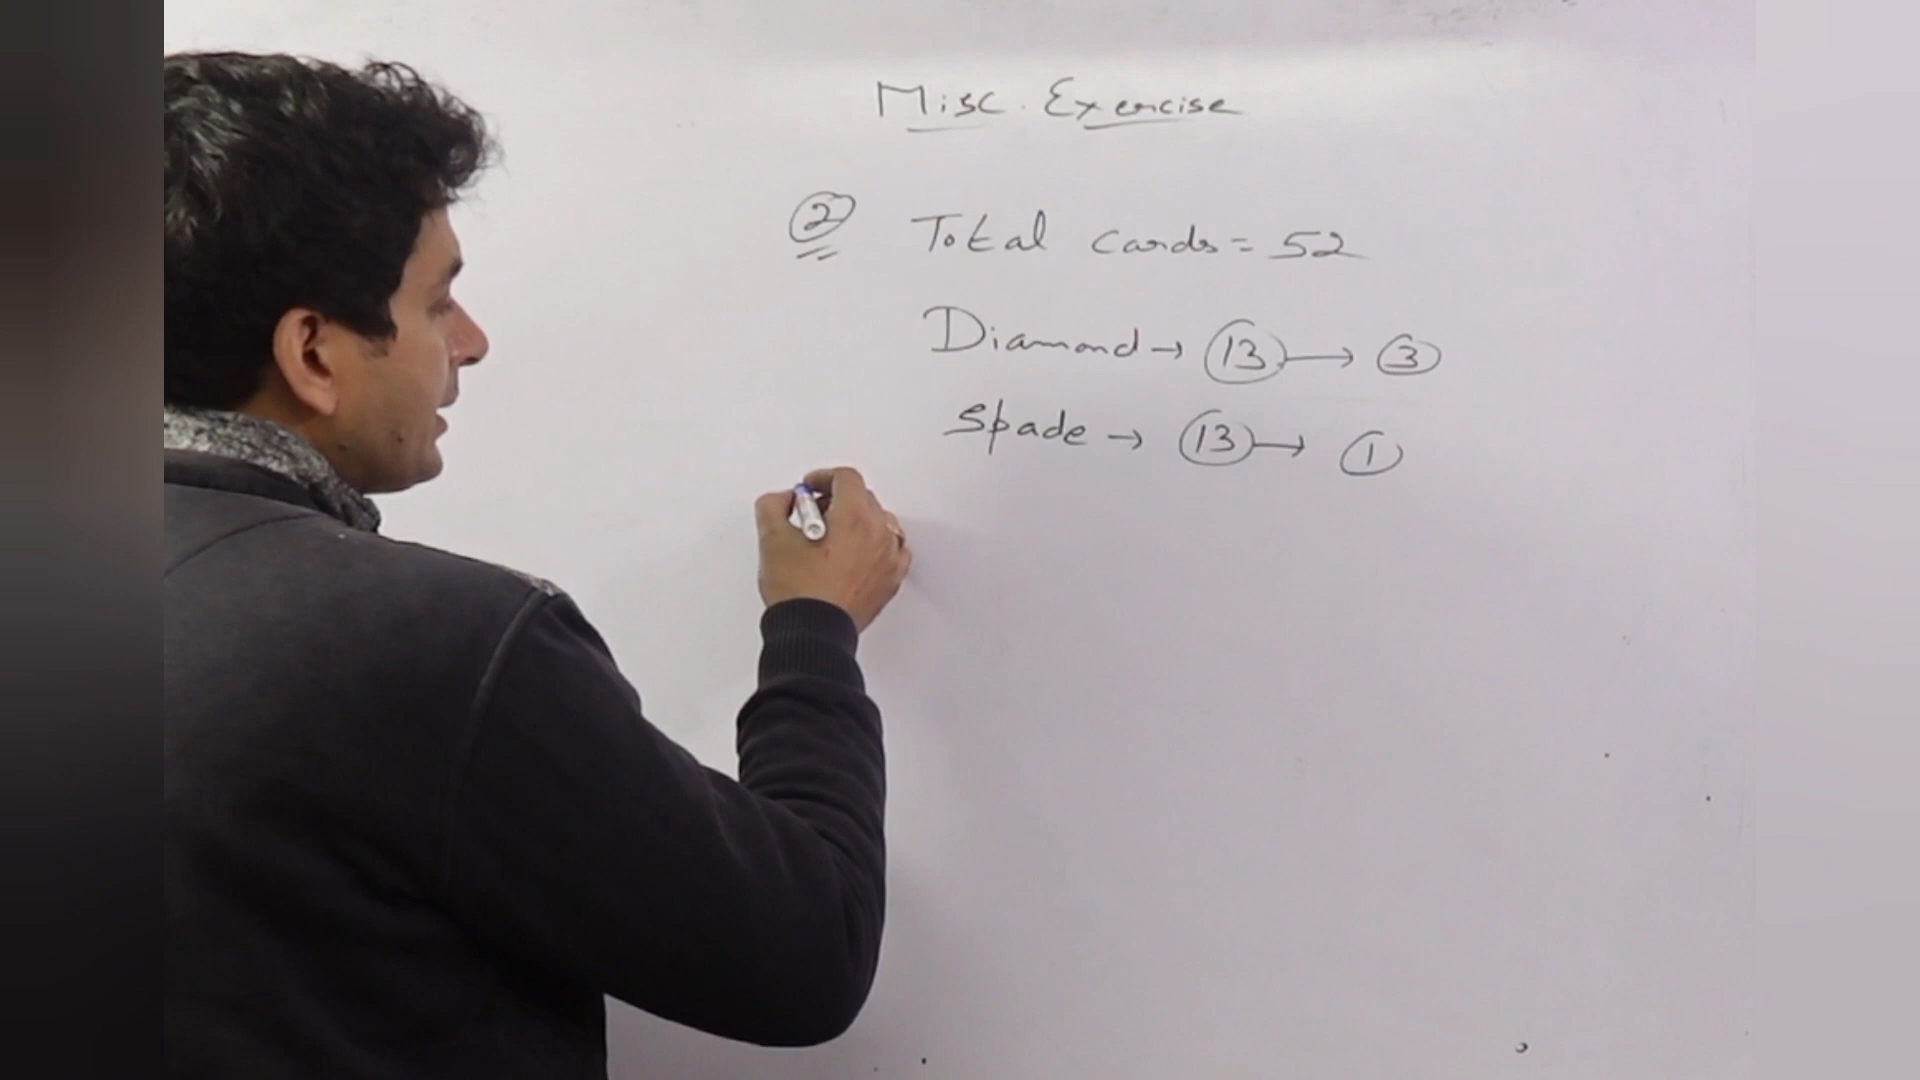 Misc. Exercise
② Total cards = 52
Diamond → ⑬ → ③
Spade → ⑬ → ①